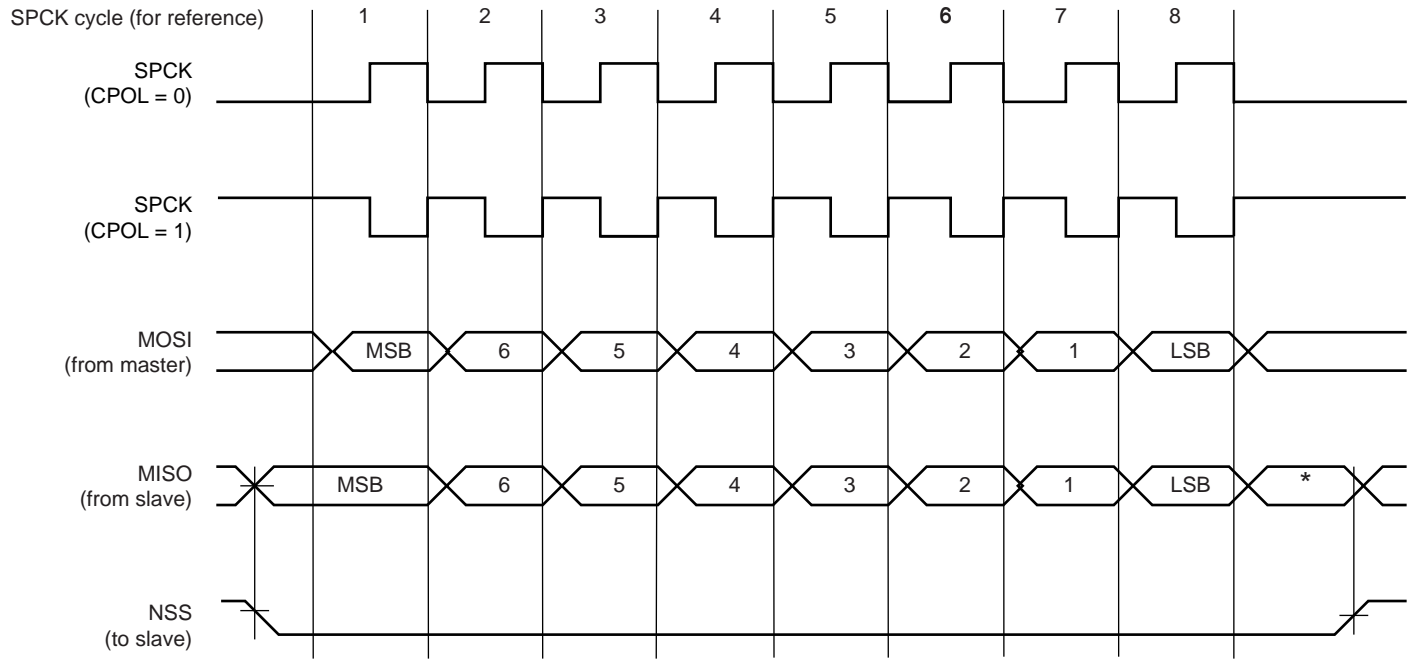 SPCK cycle (for reference) 1 2 3 4 5 6 7 8
SPCK
(CPOL = 0)
SPCK
(CPOL = 1)
MOSI
(from master)
MSB 6 5 4 3 2 1 LSB
MISO
(from slave)
MSB 6 5 4 3 2 1 LSB *
NSS
(to slave)